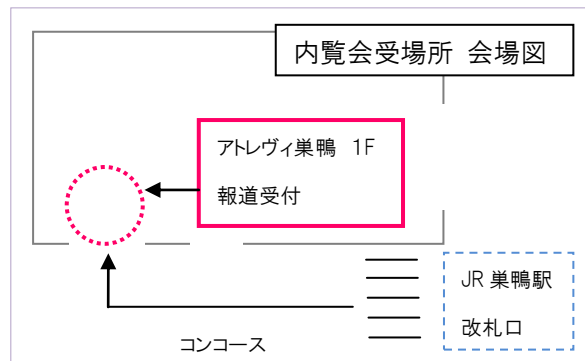 内覧会受場所 会場図
アトレヴィ巣鴨 1F
報道受付
JR 巣鴨駅
改札口
コンコース